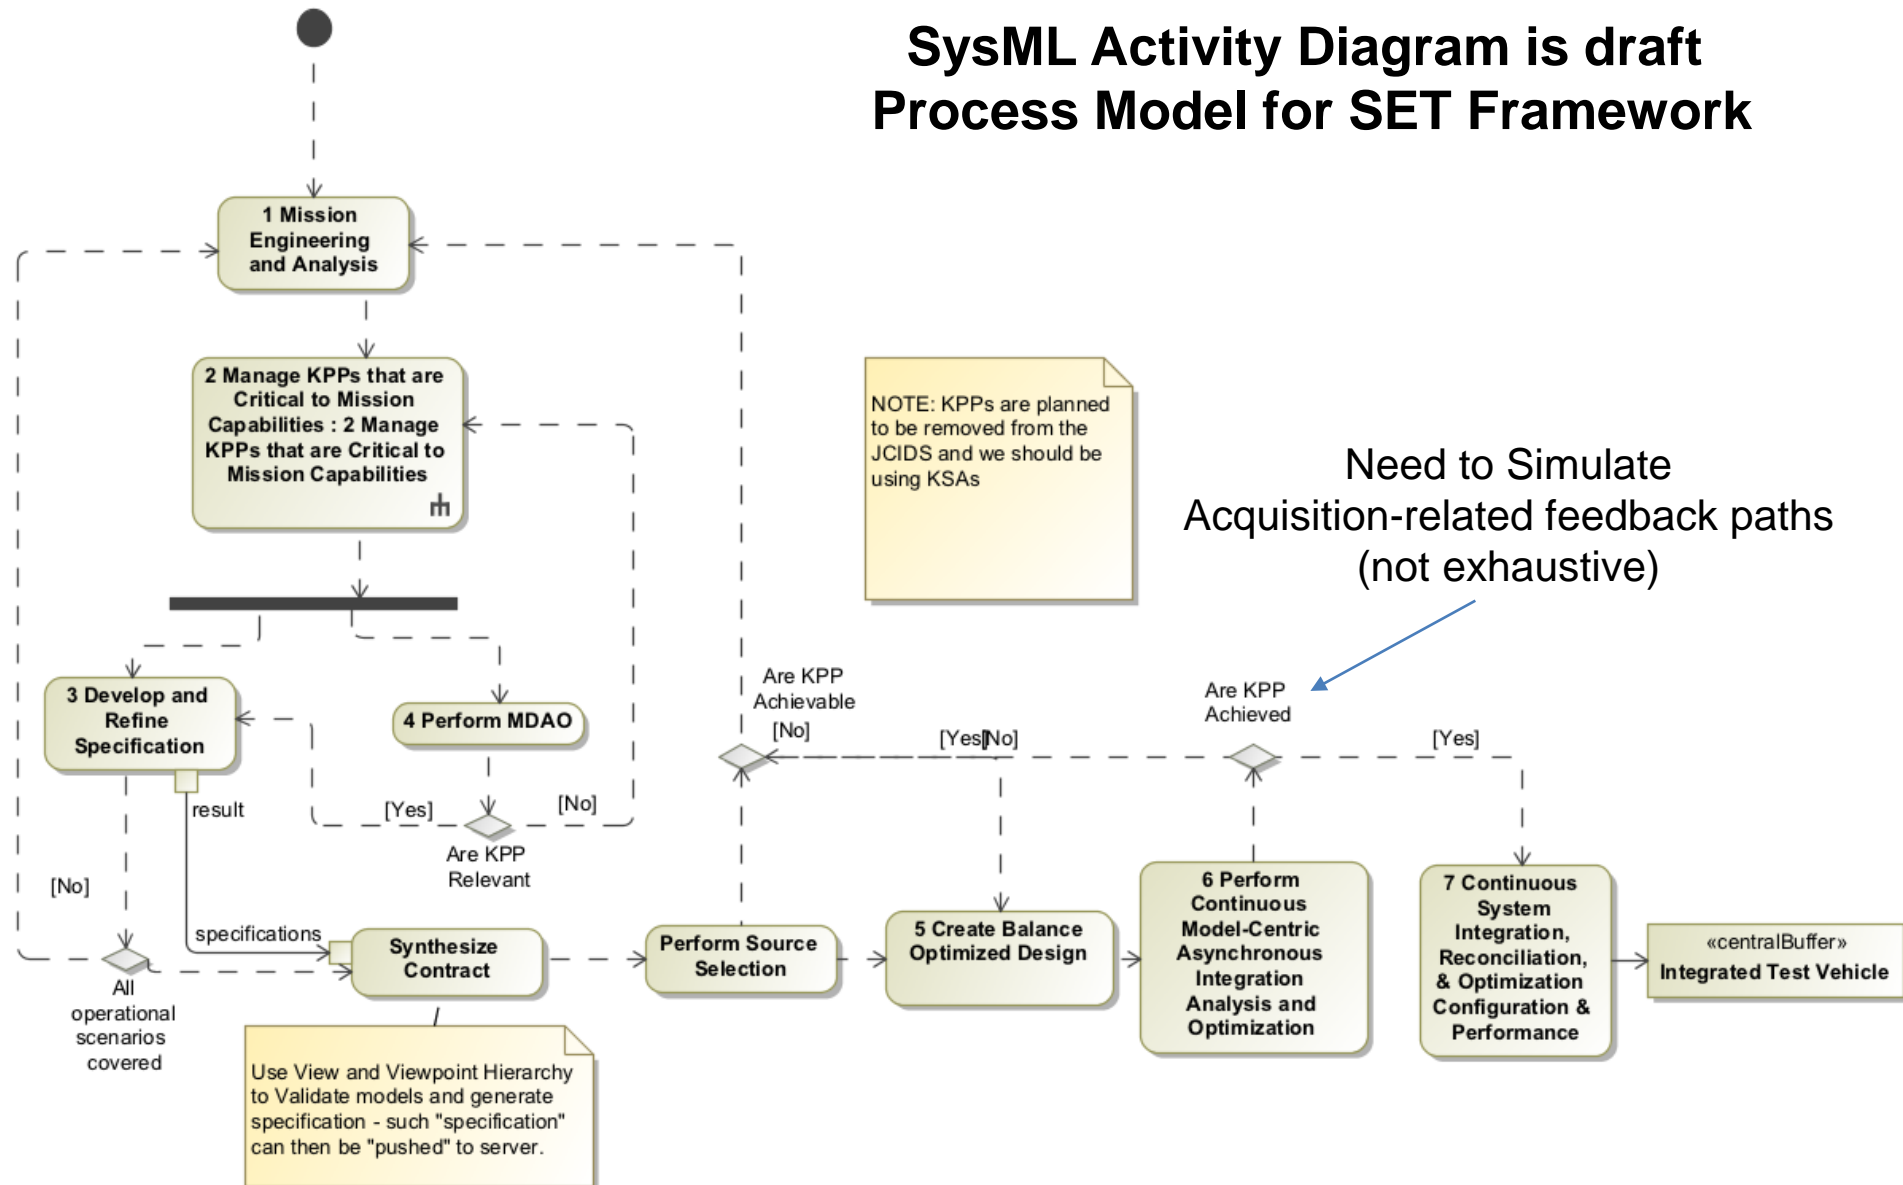 SysML Activity Diagram is draft
Process Model for SET Framework
1 Mission
Engineering
and Analysis
2 Manage KPPs that are
Critical to Mission
Capabilities : 2 Manage
KPPs that are Critical to
Mission Capabilities
NOTE: KPPs are planned
to be removed from the
JCIDS and we should be
using KSAs
Need to Simulate
Acquisition-related feedback paths
(not exhaustive)
3 Develop and
Refine
Specification
4 Perform MDAO
Are KPP
Achievable
[No]
[Yes]
[No]
Are KPP
Achieved
[Yes]
result
[Yes]
[No]
Are KPP
Relevant
[No]
specifications
All
operational
scenarios
covered
Synthesize
Contract
Perform Source
Selection
5 Create Balance
Optimized Design
6 Perform
Continuous
Model-Centric
Asynchronous
Integration
Analysis and
Optimization
7 Continuous
System
Integration,
Reconciliation,
& Optimization
Configuration &
Performance
«centralBuffer»
Integrated Test Vehicle
Use View and Viewpoint Hierarchy
to Validate models and generate
specification - such "specification"
can then be "pushed" to server.